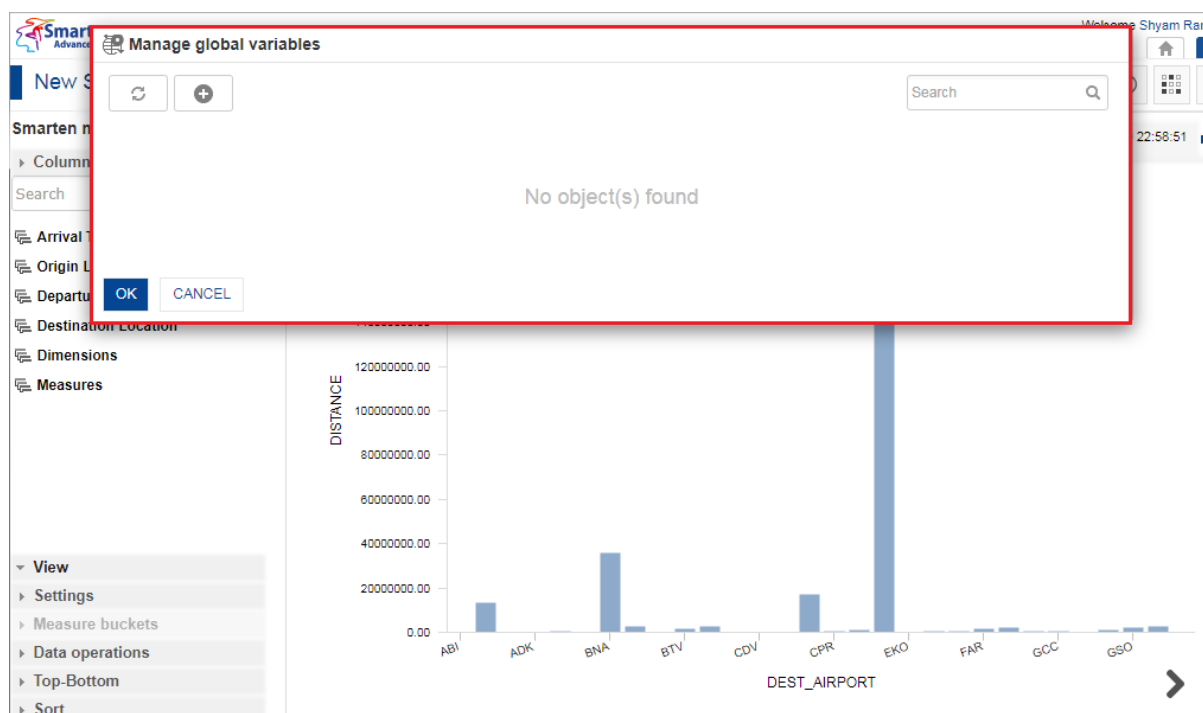 Smart
Advance
Welcome Shyam Ran
Manage global variables
New S
Search
Smarten m
22:58:51
Column
Search
No object(s) found
Arrival T
Origin L
Departu
OK
CANCEL
Destination Location
Dimensions
Measures
120000000.00
100000000.00
80000000.00
60000000.00
40000000.00
20000000.00
0.00
DISTANCE
ABI
ADK
BNA
BTV
CDV
CPR
EKO
FAR
GCC
GSO
DEST_AIRPORT
View
Settings
Measure buckets
Data operations
Top-Bottom
Sort